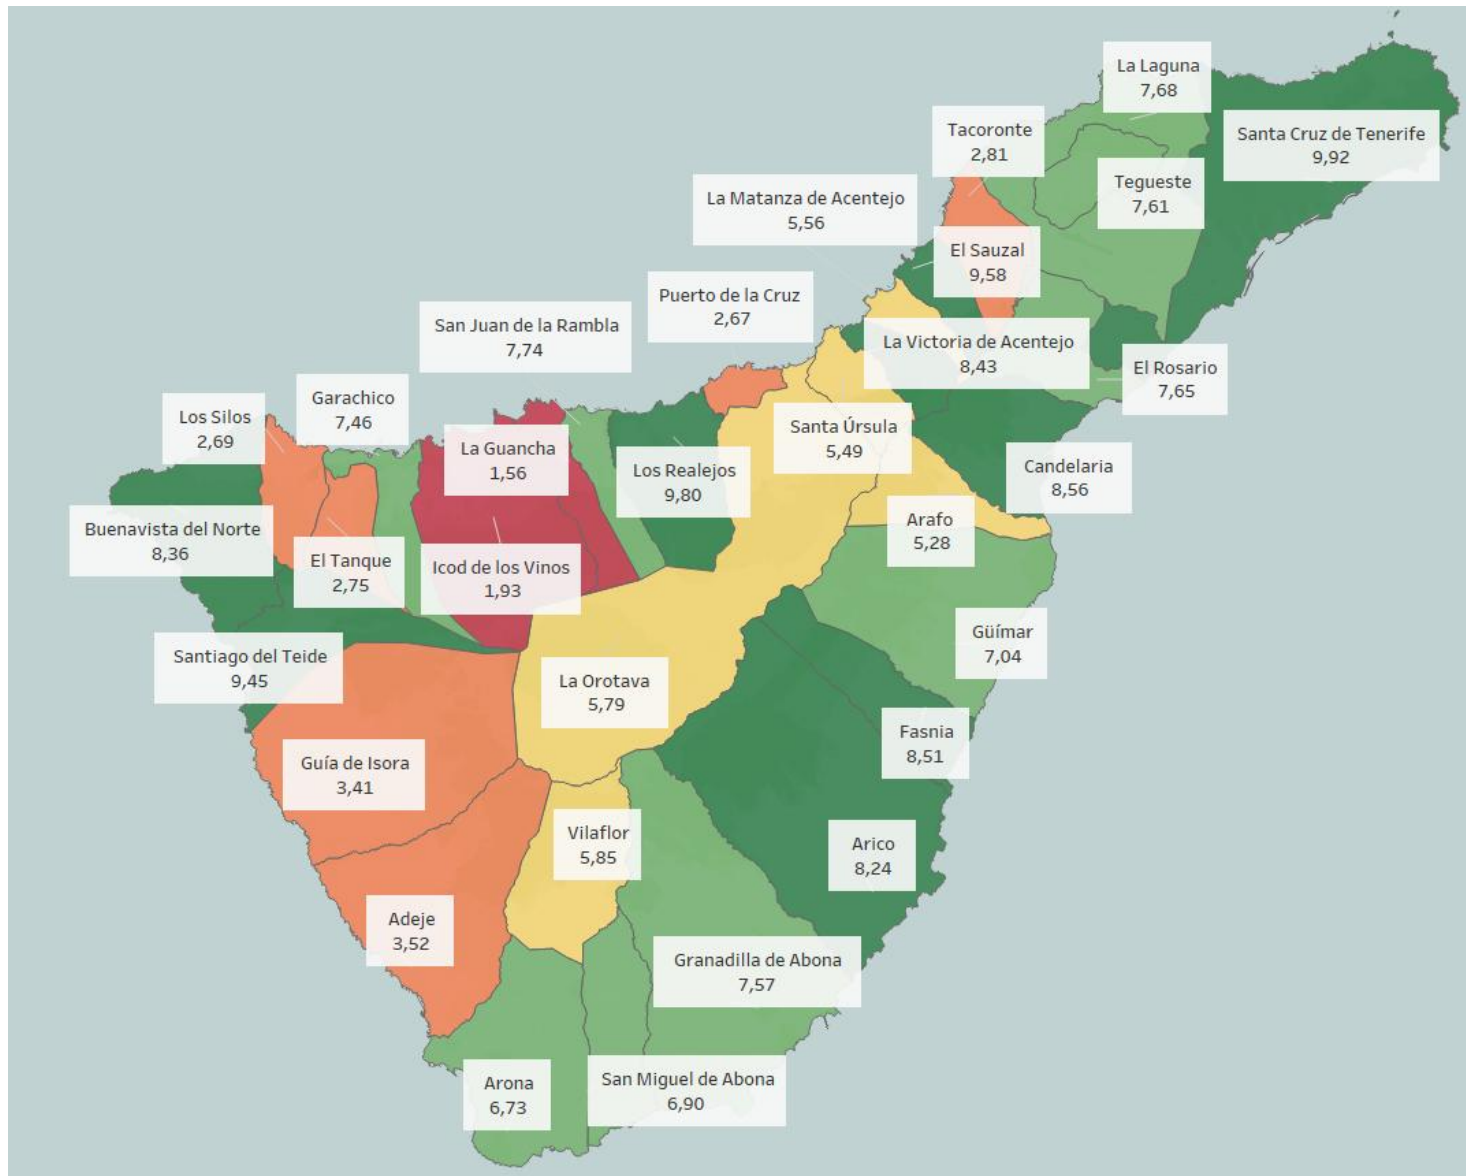 La Laguna
7,68
Santa Cruz de Tenerife
9,92
Tacoronte
2,81
Tegueste
7,61
La Matanza de Acentejo
5,56
El Sauzal
9,58
Puerto de la Cruz
2,67
San Juan de la Rambla
7,74
La Victoria de Acentejo
8,43
El Rosario
7,65
Garachico
7,46
Los Silos
2,69
La Guancha
1,56
Santa Úrsula
5,49
Los Realejos
9,80
Candelaria
8,56
Buenavista del Norte
8,36
Arafo
5,28
El Tanque
2,75
Icod de los Vinos
1,93
Güímar
7,04
Santiago del Teide
9,45
La Orotava
5,79
Fasnia
8,51
Guía de Isora
3,41
Vilaflor
5,85
Arico
8,24
Adeje
3,52
Granadilla de Abona
7,57
Arona
6,73
San Miguel de Abona
6,90